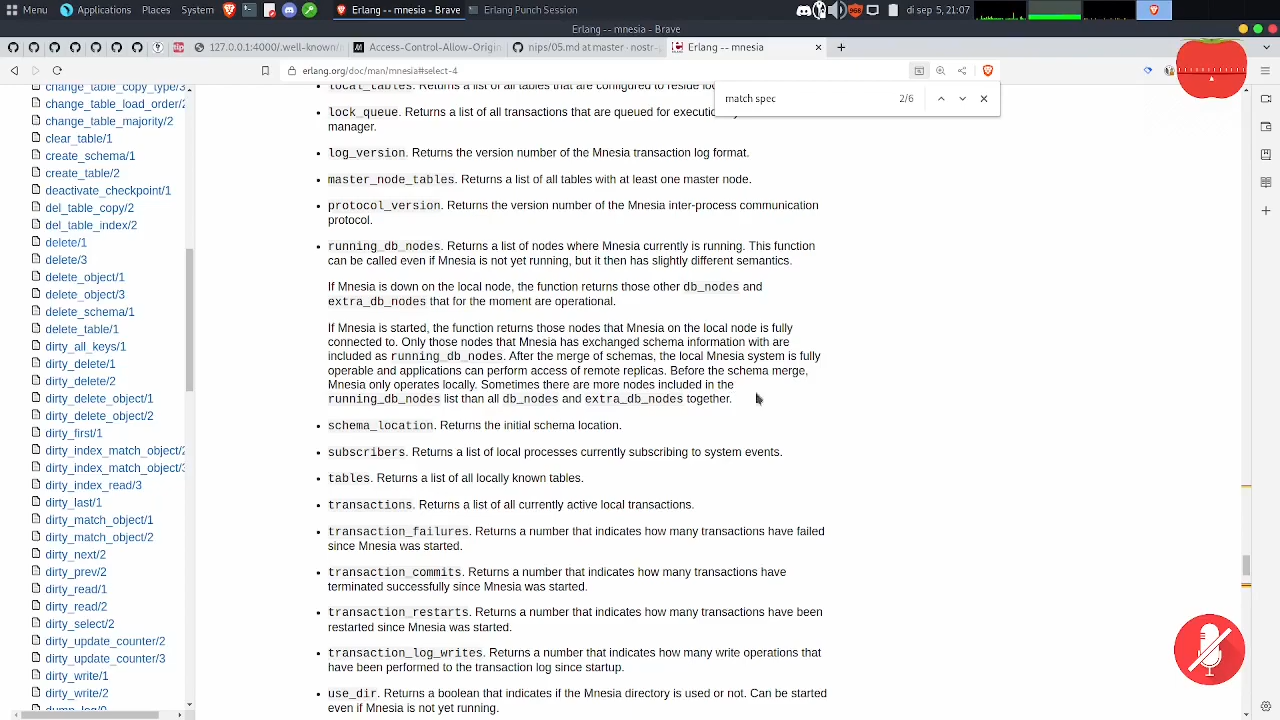 Menu Applications Places System Erlang -- mnesia - Brave Erlang Punch Session 968 di sep 5, 21:07
Erlang -- mnesia - Brave
127.0.0.1:4000/.well-known/n Access-Control-Allow-Origin nips/05.md at master · nostr- Erlang -- mnesia
erlang.org/doc/man/mnesia#select-4
match spec 2/6
change_table_copy_type/3
change_table_load_order/2
change_table_majority/2
clear_table/1
create_schema/1
create_table/2
deactivate_checkpoint/1
del_table_copy/2
del_table_index/2
delete/1
delete/3
delete_object/1
delete_object/3
delete_schema/1
delete_table/1
dirty_all_keys/1
dirty_delete/1
dirty_delete/2
dirty_delete_object/1
dirty_delete_object/2
dirty_first/1
dirty_index_match_object/2
dirty_index_match_object/3
dirty_index_read/3
dirty_last/1
dirty_match_object/1
dirty_match_object/2
dirty_next/2
dirty_prev/2
dirty_read/1
dirty_read/2
dirty_select/2
dirty_update_counter/2
dirty_update_counter/3
dirty_write/1
dirty_write/2
dump_log/0
local_tables. Returns a list of all tables that are configured to reside loc
lock_queue. Returns a list of all transactions that are queued for execution
manager.
log_version. Returns the version number of the Mnesia transaction log format.
master_node_tables. Returns a list of all tables with at least one master node.
protocol_version. Returns the version number of the Mnesia inter-process communication
protocol.
running_db_nodes. Returns a list of nodes where Mnesia currently is running. This function
can be called even if Mnesia is not yet running, but it then has slightly different semantics.
If Mnesia is down on the local node, the function returns those other db_nodes and
extra_db_nodes that for the moment are operational.
If Mnesia is started, the function returns those nodes that Mnesia on the local node is fully
connected to. Only those nodes that Mnesia has exchanged schema information with are
included as running_db_nodes. After the merge of schemas, the local Mnesia system is fully
operable and applications can perform access of remote replicas. Before the schema merge,
Mnesia only operates locally. Sometimes there are more nodes included in the
running_db_nodes list than all db_nodes and extra_db_nodes together.
schema_location. Returns the initial schema location.
subscribers. Returns a list of local processes currently subscribing to system events.
tables. Returns a list of all locally known tables.
transactions. Returns a list of all currently active local transactions.
transaction_failures. Returns a number that indicates how many transactions have failed
since Mnesia was started.
transaction_commits. Returns a number that indicates how many transactions have
terminated successfully since Mnesia was started.
transaction_restarts. Returns a number that indicates how many transactions have been
restarted since Mnesia was started.
transaction_log_writes. Returns a number that indicates how many write operations that
have been performed to the transaction log since startup.
use_dir. Returns a boolean that indicates if the Mnesia directory is used or not. Can be started
even if Mnesia is not yet running.